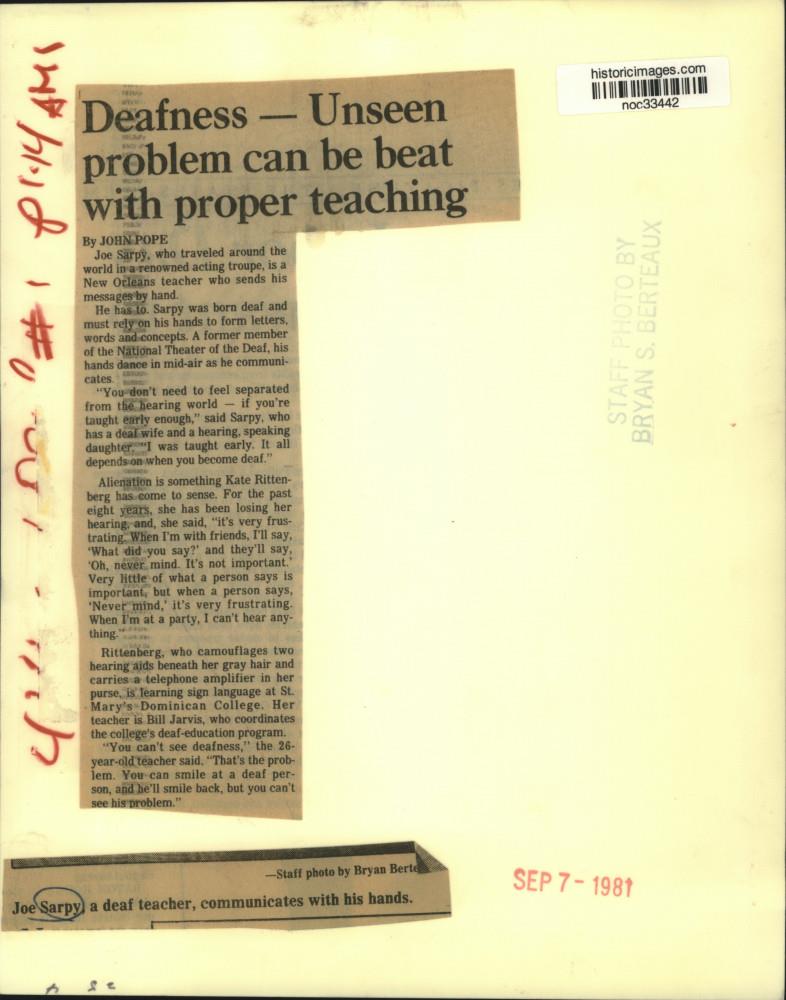 historicimages.com
noc33442
Deafness — Unseen
problem can be beat
with proper teaching
By JOHN POPE
Joe Sarpy, who traveled around the
world in a renowned acting troupe, is a
New Orleans teacher who sends his
messages by hand.
He has to. Sarpy was born deaf and
must rely on his hands to form letters,
words and concepts. A former member
of the National Theater of the Deaf, his
hands dance in mid-air as he communi-
cates.
“You don’t need to feel separated
from the hearing world — if you’re
taught early enough,” said Sarpy, who
has a deaf wife and a hearing, speaking
daughter. “I was taught early. It all
depends on when you become deaf.”
Alienation is something Kate Ritten-
berg has come to sense. For the past
eight years, she has been losing her
hearing, and, she said, “it’s very frus-
trating. When I’m with friends, I’ll say,
‘What did you say?’ and they’ll say,
‘Oh, never mind. It’s not important.’
Very little of what a person says is
important, but when a person says,
‘Never mind,’ it’s very frustrating.
When I’m at a party, I can’t hear any-
thing.”
Rittenberg, who camouflages two
hearing aids beneath her gray hair and
carries a telephone amplifier in her
purse, is learning sign language at St.
Mary’s Dominican College. Her
teacher is Bill Jarvis, who coordinates
the college’s deaf-education program.
“You can’t see deafness,” the 26-
year-old teacher said. “That’s the prob-
lem. You can smile at a deaf per-
son, and he’ll smile back, but you can’t
see his problem.”
STAFF PHOTO BY
BRYAN S. BERTEAUX
—Staff photo by Bryan Berte
Joe Sarpy, a deaf teacher, communicates with his hands.
SEP 7 - 1981